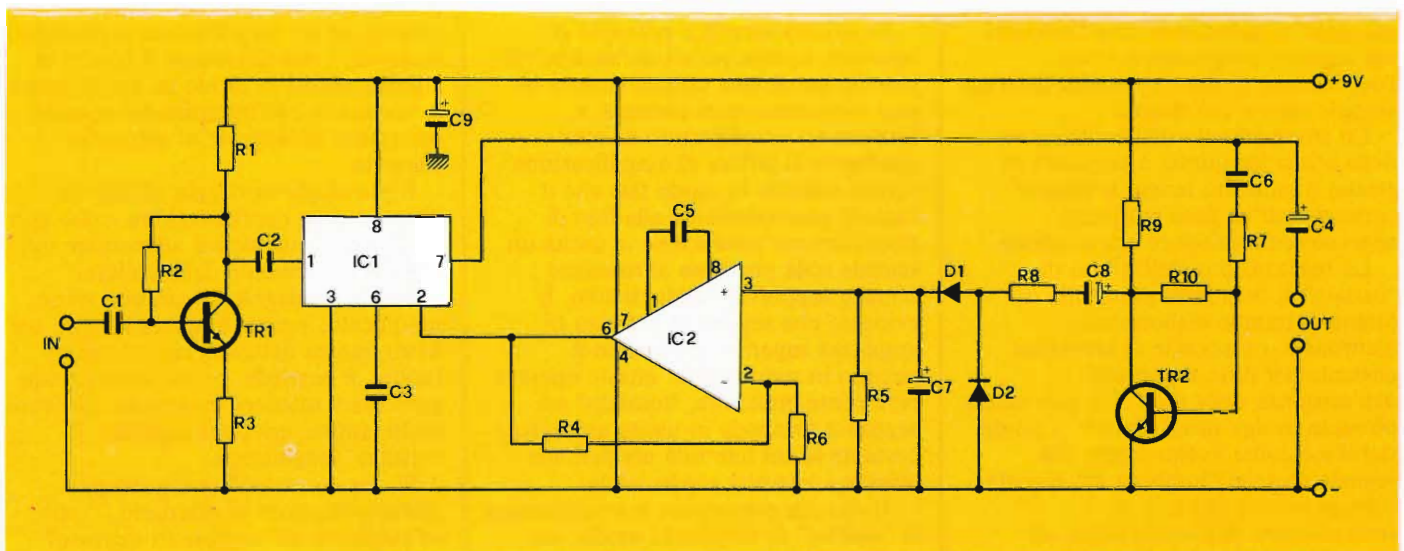 +9V
C9
R1
C6
C4
R2
C5
R9
R7
C2
8
1
IC1
7
8
D1
R8
C8
R10
3
6
2
1
+
3
C1
7
6
4
IC2
OUT
IN
TR1
-
2
R5
C7
D2
TR2
C3
R3
R4
R6
-